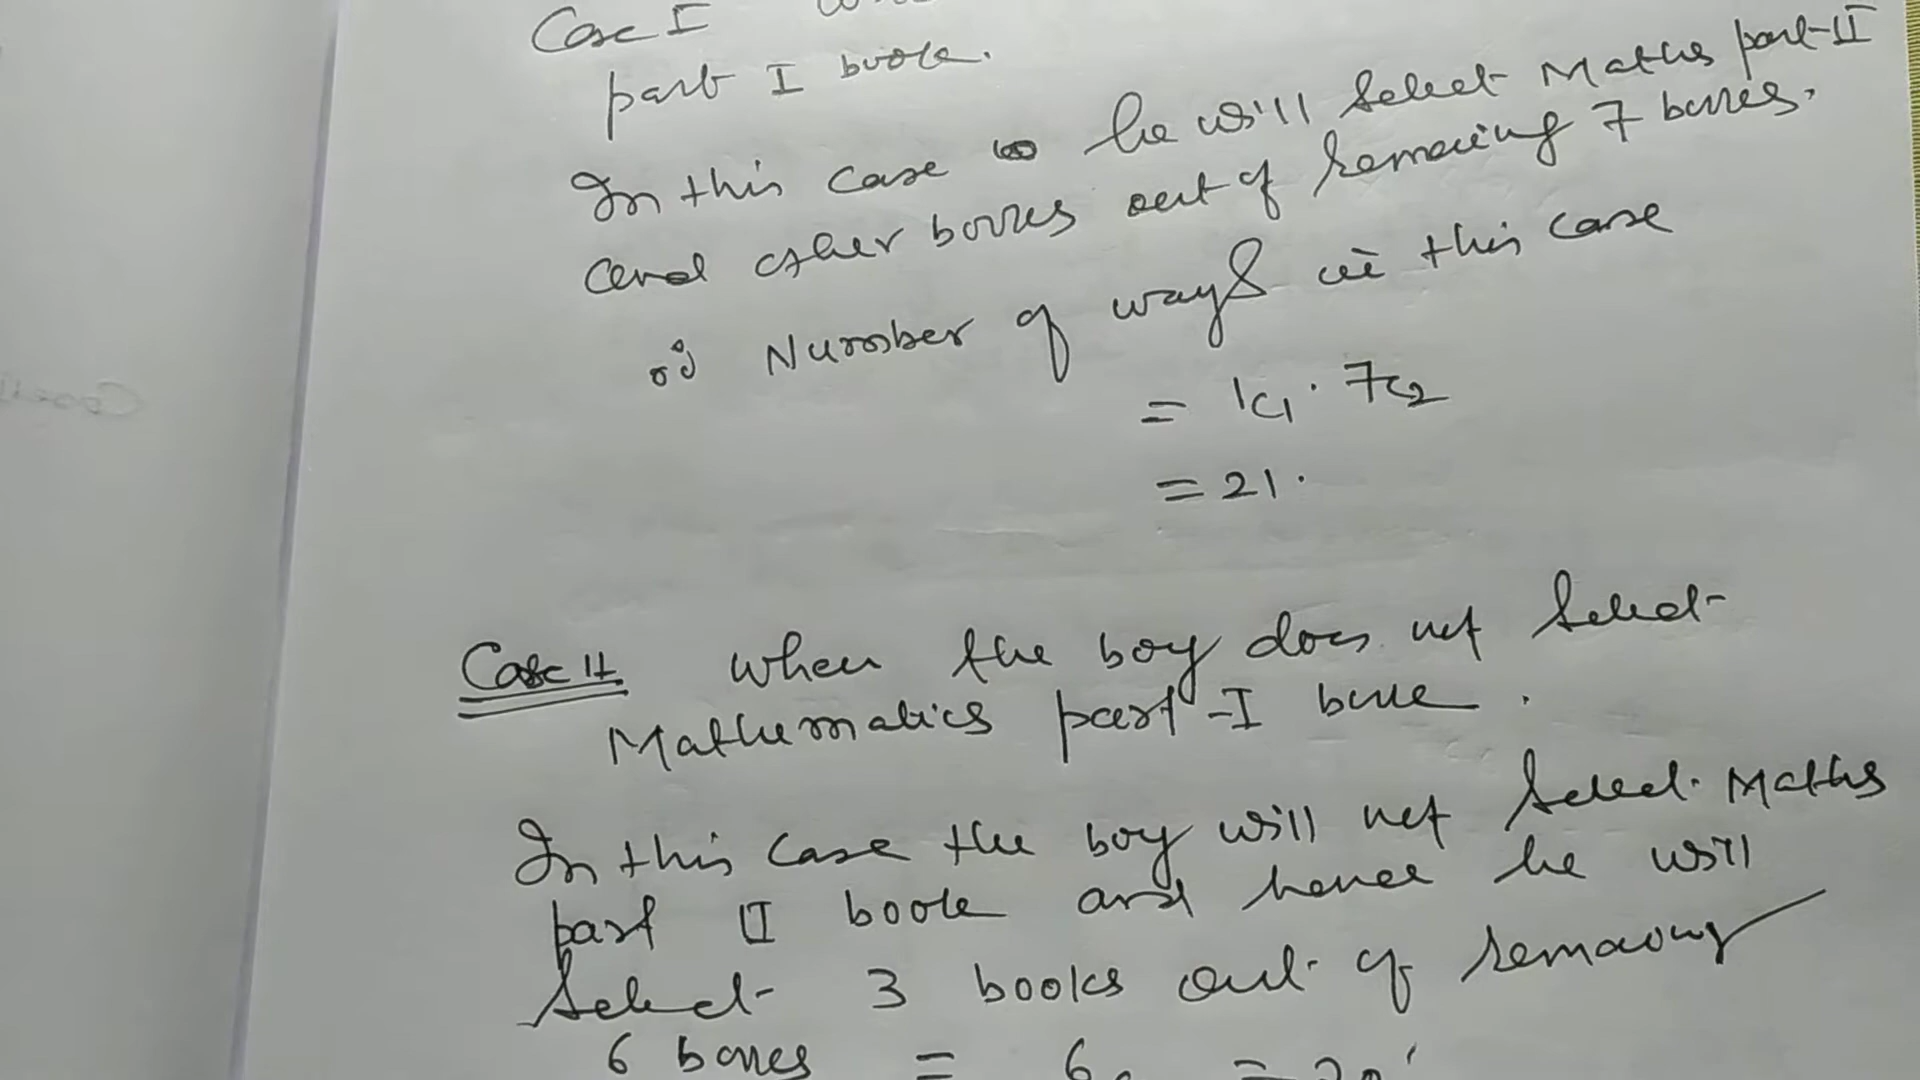 Case I
part I book.
In this case he will select Maths part-II
and other books out of remaining 7 books.
∴ Number of ways in this case
= 1c1 · 7c2
= 21.
Case II When the boy does not select
Mathematics part-I book.
In this case the boy will not select Maths
part II book and hence he will
select 3 books out of remaining
6 books = 6 = 20